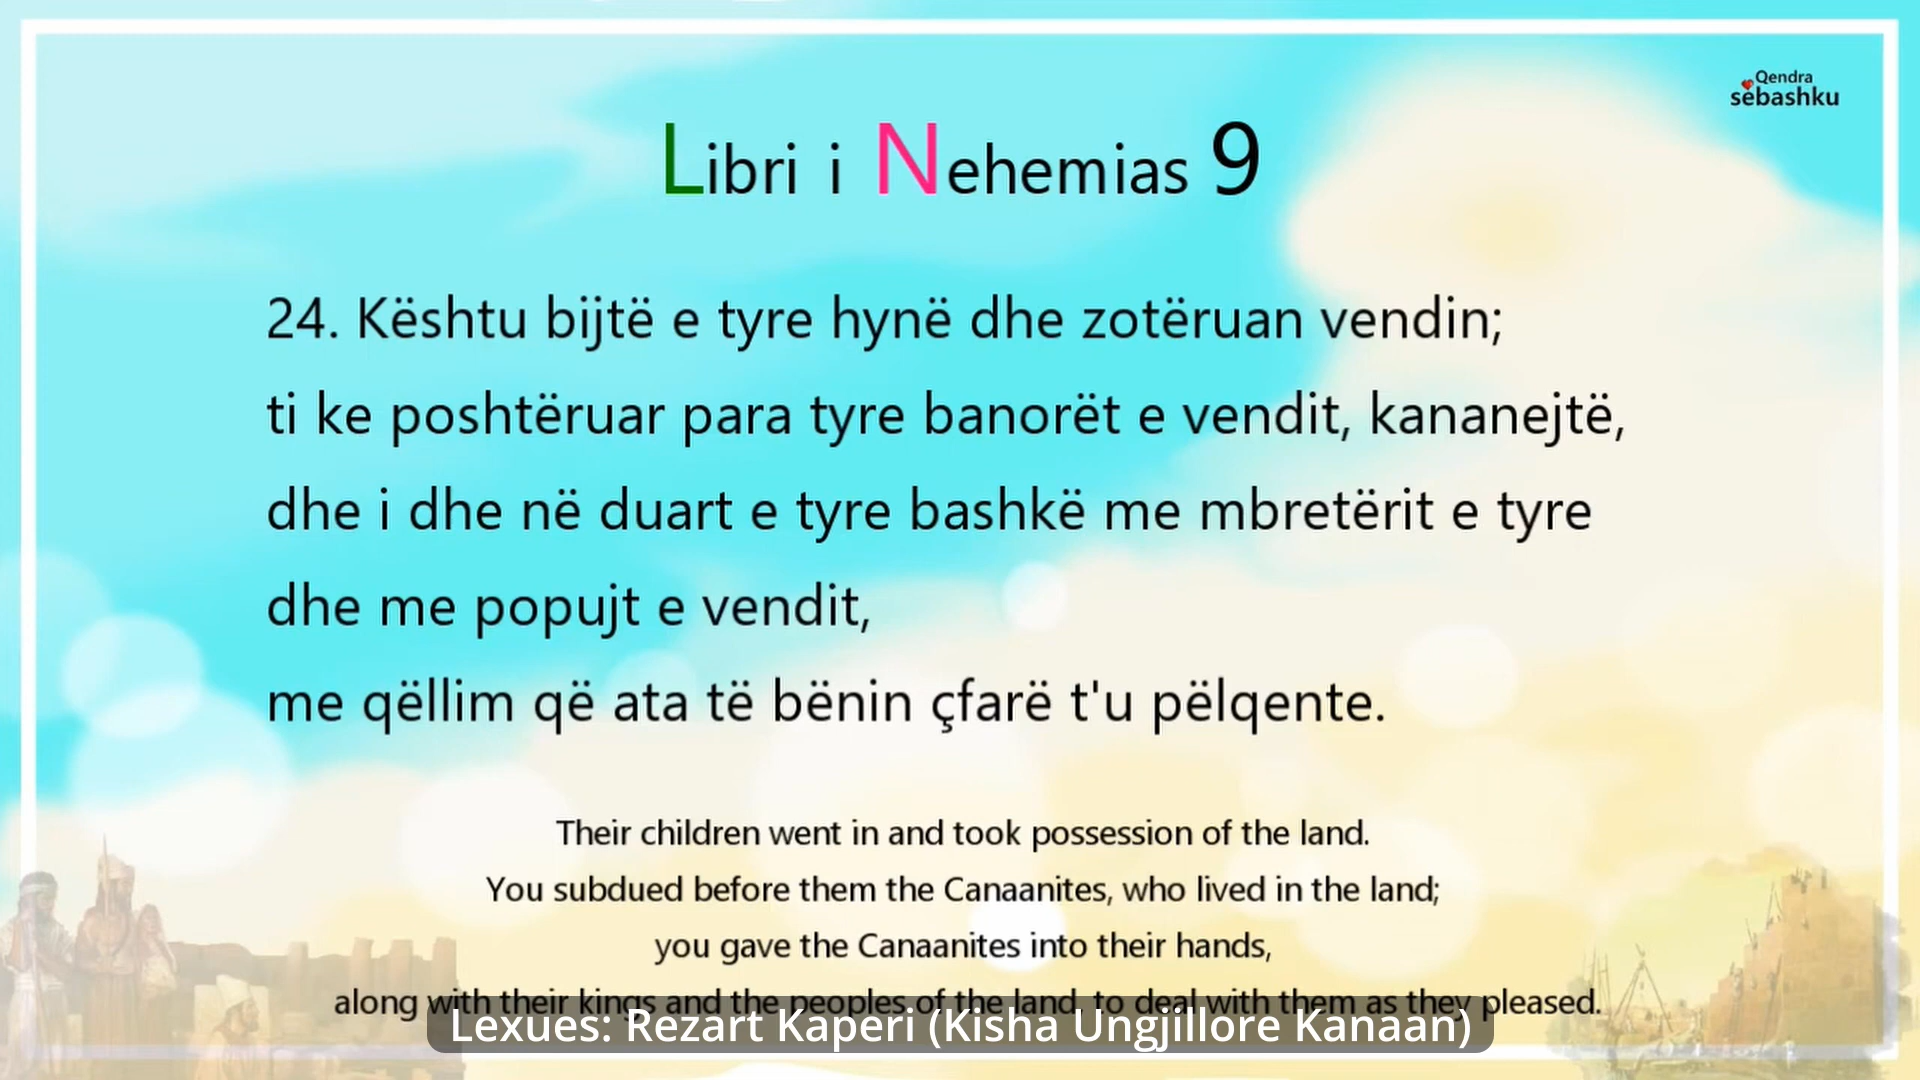 Qendra
sëbashku
Libri i Nehemias 9
24. Kështu bijtë e tyre hynë dhe zotëruan vendin;
ti ke poshtëruar para tyre banorët e vendit, kananejtë,
dhe i dhe në duart e tyre bashkë me mbretërit e tyre
dhe me popujt e vendit,
me qëllim që ata të bënin çfarë t'u pëlqente.
Their children went in and took possession of the land.
You subdued before them the Canaanites, who lived in the land;
you gave the Canaanites into their hands,
along with their kings and the peoples of the land, to deal with them as they pleased.
Lexues: Rezart Kaperi (Kisha Ungjillore Kanaan)